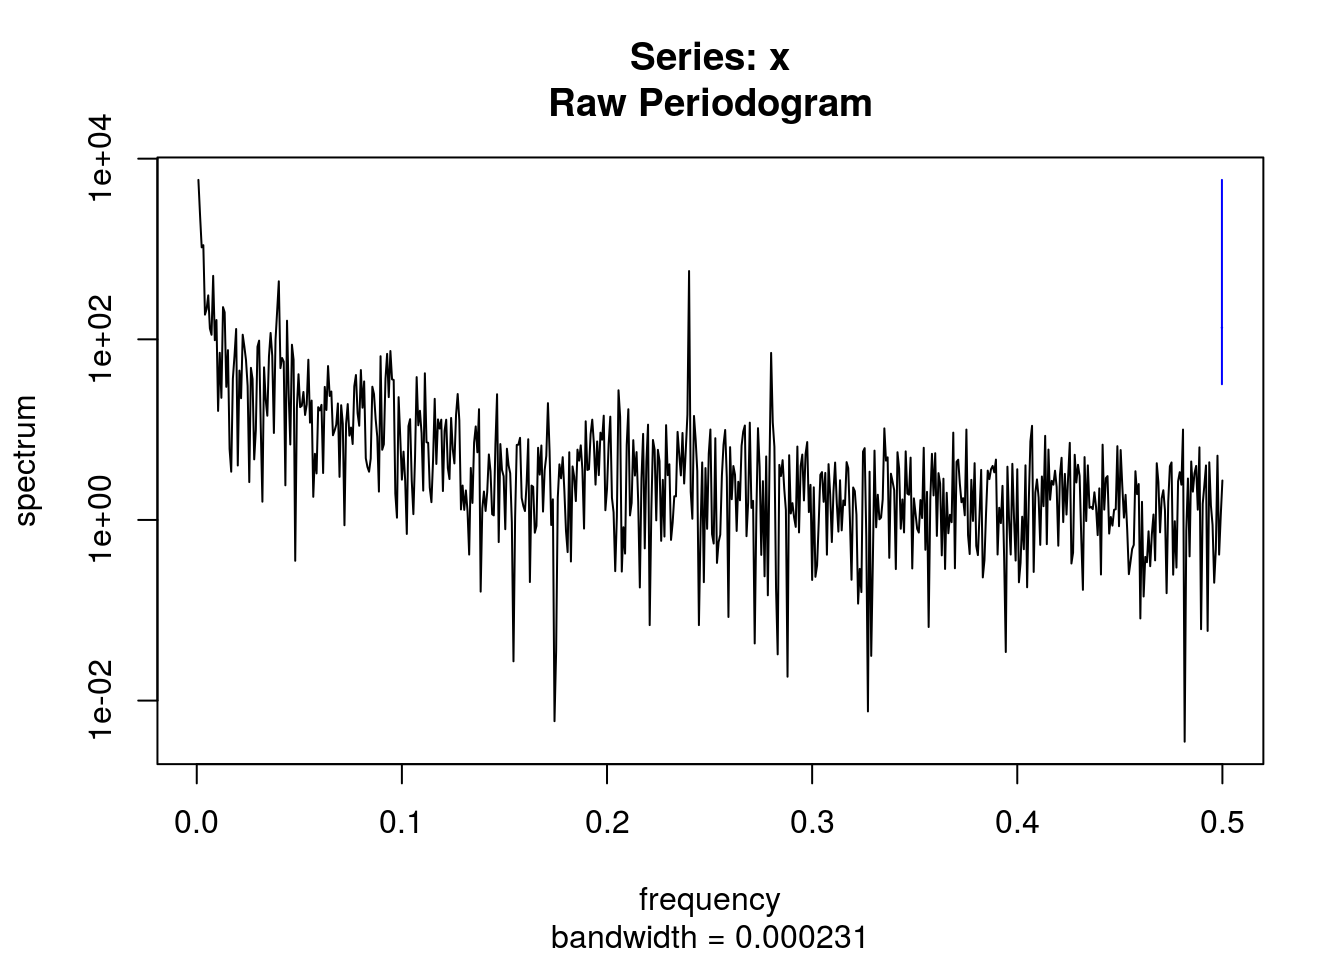 Series: x
Raw Periodogram
spectrum
1e+04
1e+02
1e+00
1e-02
0.0 0.1 0.2 0.3 0.4 0.5
frequency
bandwidth = 0.000231